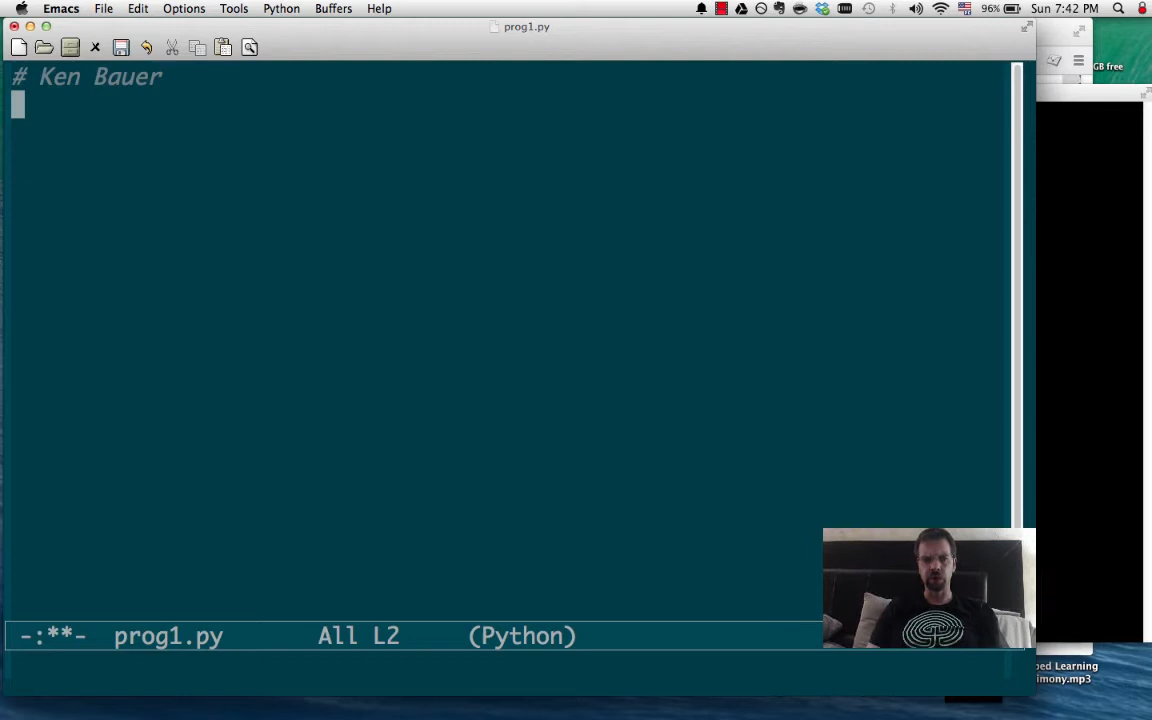 Emacs File Edit Options Tools Python Buffers Help 96% Sun 7:42 PM
prog1.py
GB free
# Ken Bauer
-:**- prog1.py All L2 (Python)
ped Learning
imony.mp3